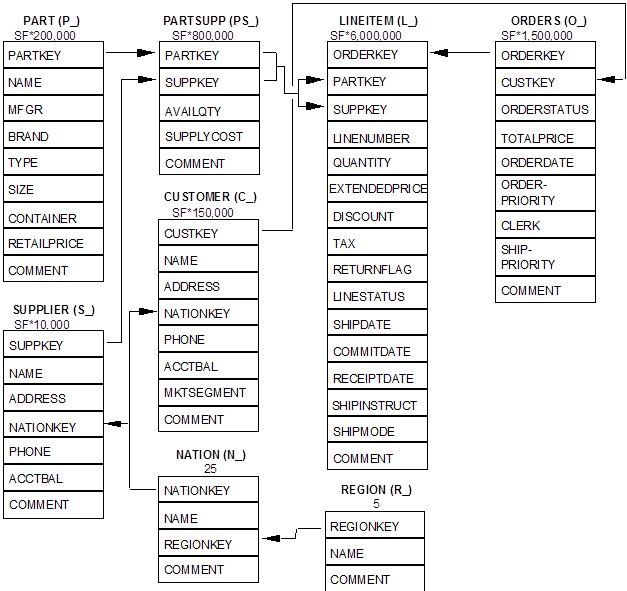 PART (P_)
SF*200,000
PARTKEY
NAME
MFGR
BRAND
TYPE
SIZE
CONTAINER
RETAILPRICE
COMMENT
SUPPLIER (S_)
SF*10,000
SUPPKEY
NAME
ADDRESS
NATIONKEY
PHONE
ACCTBAL
COMMENT
PARTSUPP (PS_)
SF*800,000
PARTKEY
SUPPKEY
AVAILQTY
SUPPLYCOST
COMMENT
CUSTOMER (C_)
SF*150,000
CUSTKEY
NAME
ADDRESS
NATIONKEY
PHONE
ACCTBAL
MKTSEGMENT
COMMENT
NATION (N_)
25
NATIONKEY
NAME
REGIONKEY
COMMENT
LINEITEM (L_)
SF*6,000,000
ORDERKEY
PARTKEY
SUPPKEY
LINENUMBER
QUANTITY
EXTENDEDPRICE
DISCOUNT
TAX
RETURNFLAG
LINESTATUS
SHIPDATE
COMMITDATE
RECEIPTDATE
SHIPINSTRUCT
SHIPMODE
COMMENT
REGION (R_)
5
REGIONKEY
NAME
COMMENT
ORDERS (O_)
SF*1,500,000
ORDERKEY
CUSTKEY
ORDERSTATUS
TOTALPRICE
ORDERDATE
ORDER-
PRIORITY
CLERK
SHIP-
PRIORITY
COMMENT